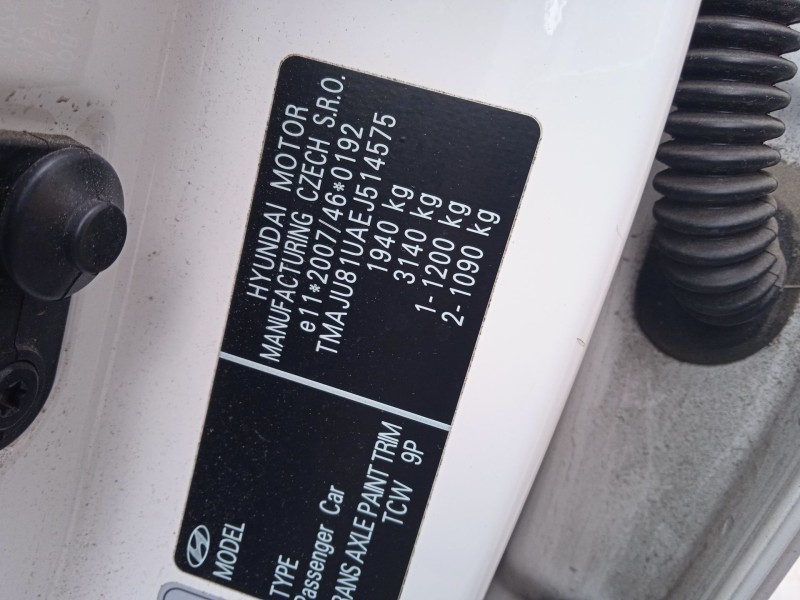 HYUNDAI MOTOR
MANUFACTURING CZECH S.R.O.
e11*2007/46*0192
TMAJU81UAEJ514575
1940 kg
3140 kg
1-1200 kg
2-1090 kg
MODEL
TYPE
Passenger Car
TRANS AXLE PAINT TRIM
TCW 9P